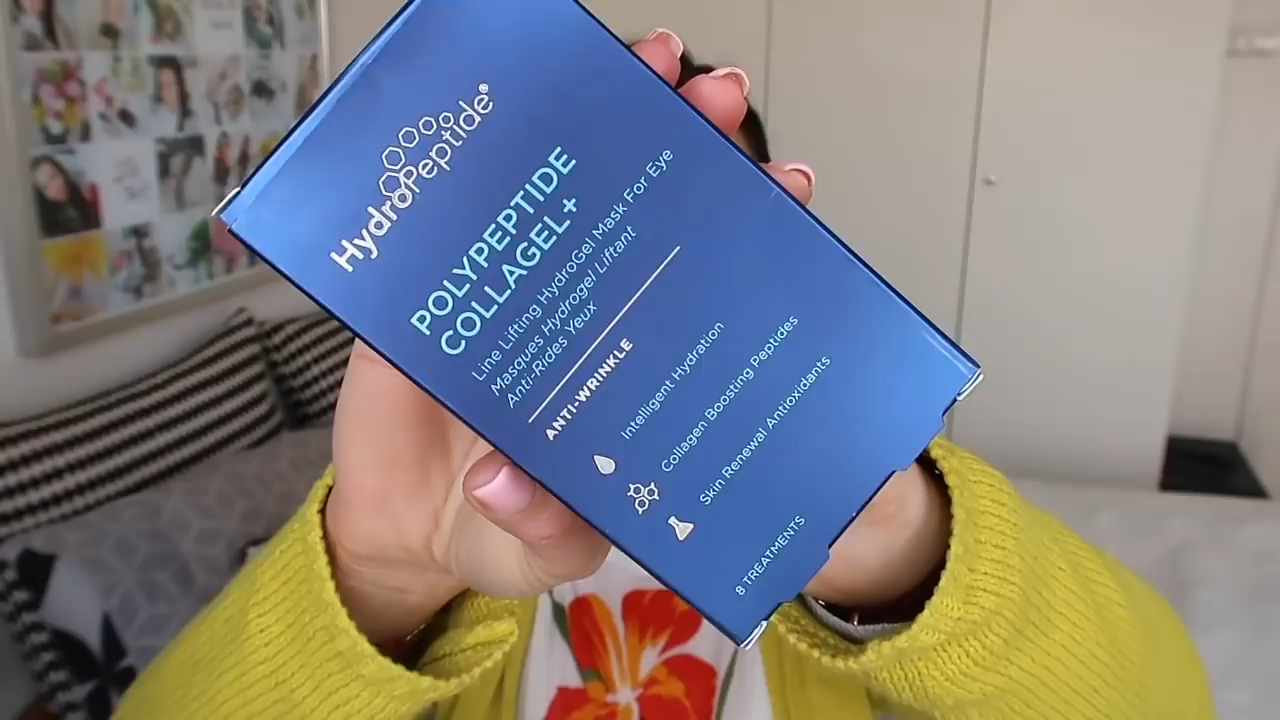 HydroPeptide®
POLYPEPTIDE
COLLAGEL+
Line Lifting HydroGel Mask For Eye
Masques Hydrogel Liftant
Anti-Rides Yeux
ANTI-WRINKLE
Intelligent Hydration
Collagen Boosting Peptides
Skin Renewal Antioxidants
8 TREATMENTS